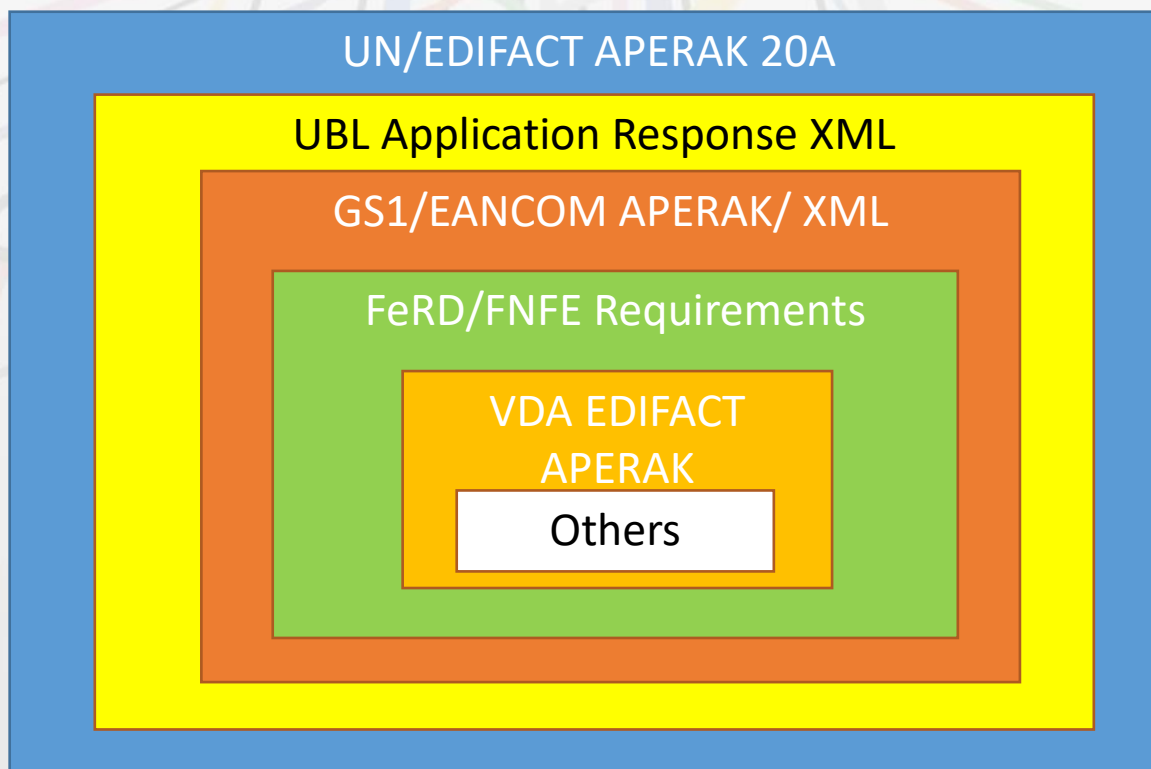 UN/EDIFACT APERAK 20A
UBL Application Response XML
GS1/EANCOM APERAK/ XML
FeRD/FNFE Requirements
VDA EDIFACT
APERAK
Others